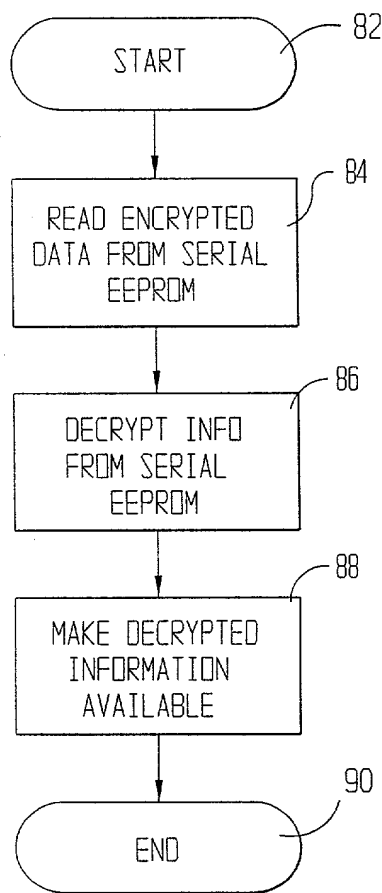 82
START
84
READ ENCRYPTED
DATA FROM SERIAL
EEPROM
86
DECRYPT INFO
FROM SERIAL
EEPROM
88
MAKE DECRYPTED
INFORMATION
AVAILABLE
90
END